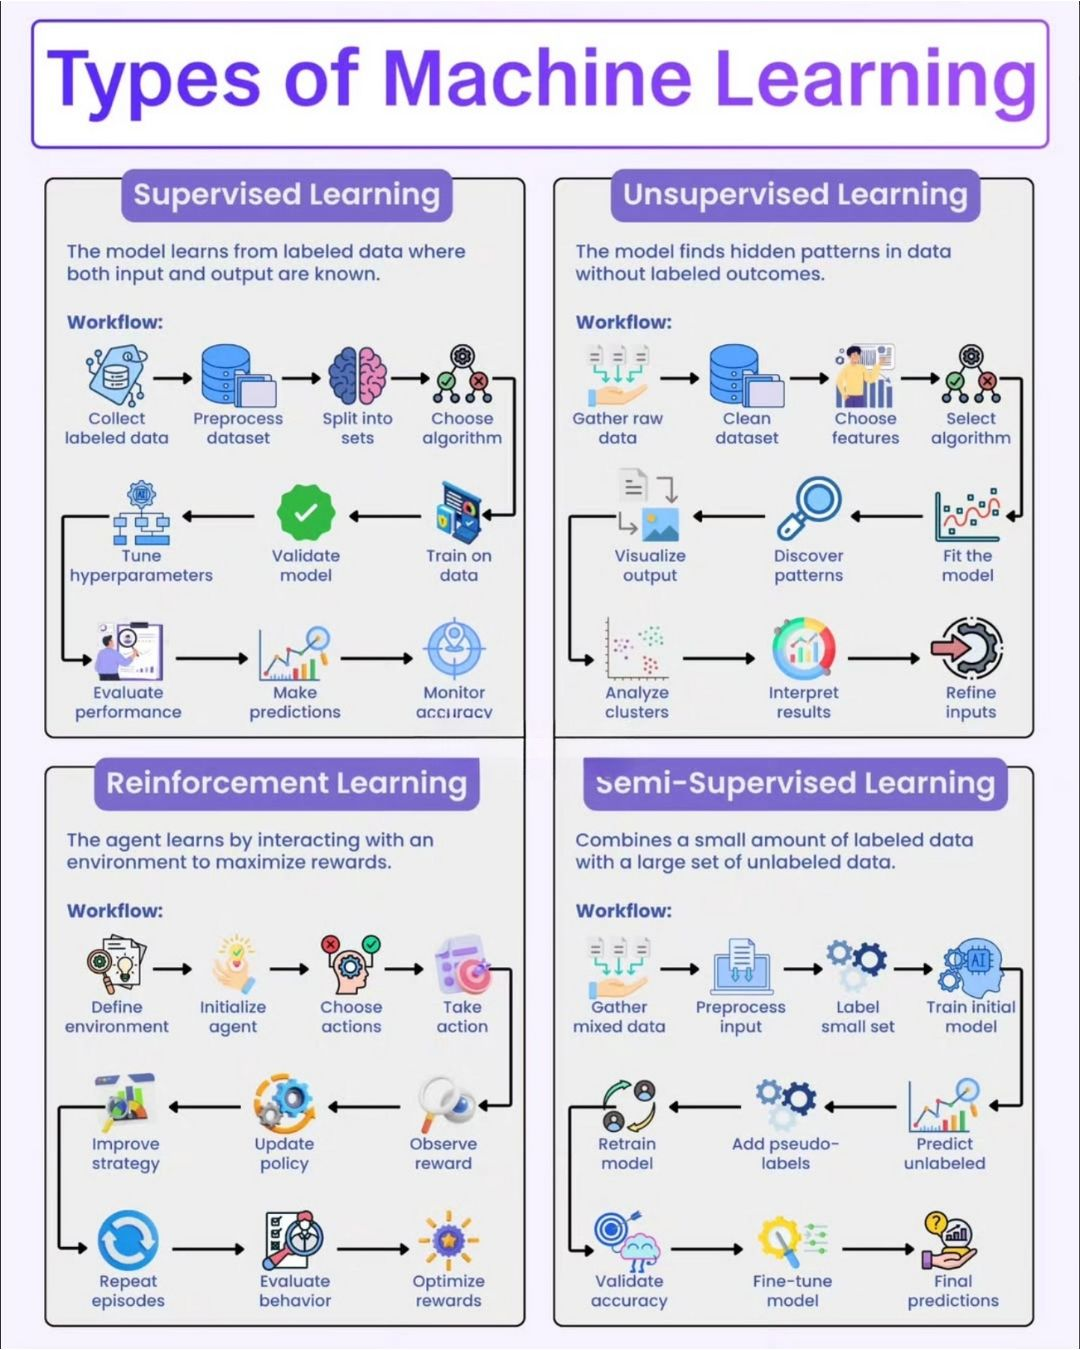 Types of Machine Learning
Supervised Learning
The model learns from labeled data where
both input and output are known.
Workflow:
Collect
labeled data
Preprocess
dataset
Split into
sets
Choose
algorithm
Train on
data
Validate
model
Tune
hyperparameters
Evaluate
performance
Make
predictions
Monitor
accuracy
Unsupervised Learning
The model finds hidden patterns in data
without labeled outcomes.
Workflow:
Gather raw
data
Clean
dataset
Choose
features
Select
algorithm
Fit the
model
Discover
patterns
Visualize
output
Analyze
clusters
Interpret
results
Refine
inputs
Reinforcement Learning
The agent learns by interacting with an
environment to maximize rewards.
Workflow:
Define
environment
Initialize
agent
Choose
actions
Take
action
Observe
reward
Update
policy
Improve
strategy
Repeat
episodes
Evaluate
behavior
Optimize
rewards
Semi-Supervised Learning
Combines a small amount of labeled data
with a large set of unlabeled data.
Workflow:
Gather
mixed data
Preprocess
input
Label
small set
AI
Train initial
model
Predict
unlabeled
Add pseudo-
labels
Retrain
model
Validate
accuracy
Fine-tune
model
Final
predictions